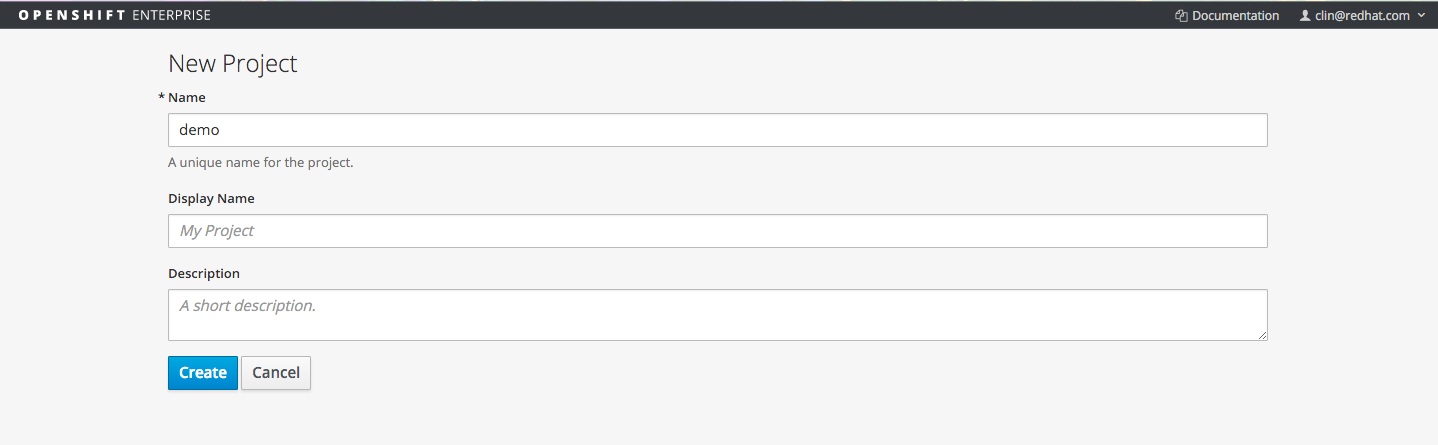 OPENSHIFT ENTERPRISE Documentation clin@redhat.com
New Project
* Name
demo
A unique name for the project.
Display Name
My Project
Description
A short description.
Create Cancel